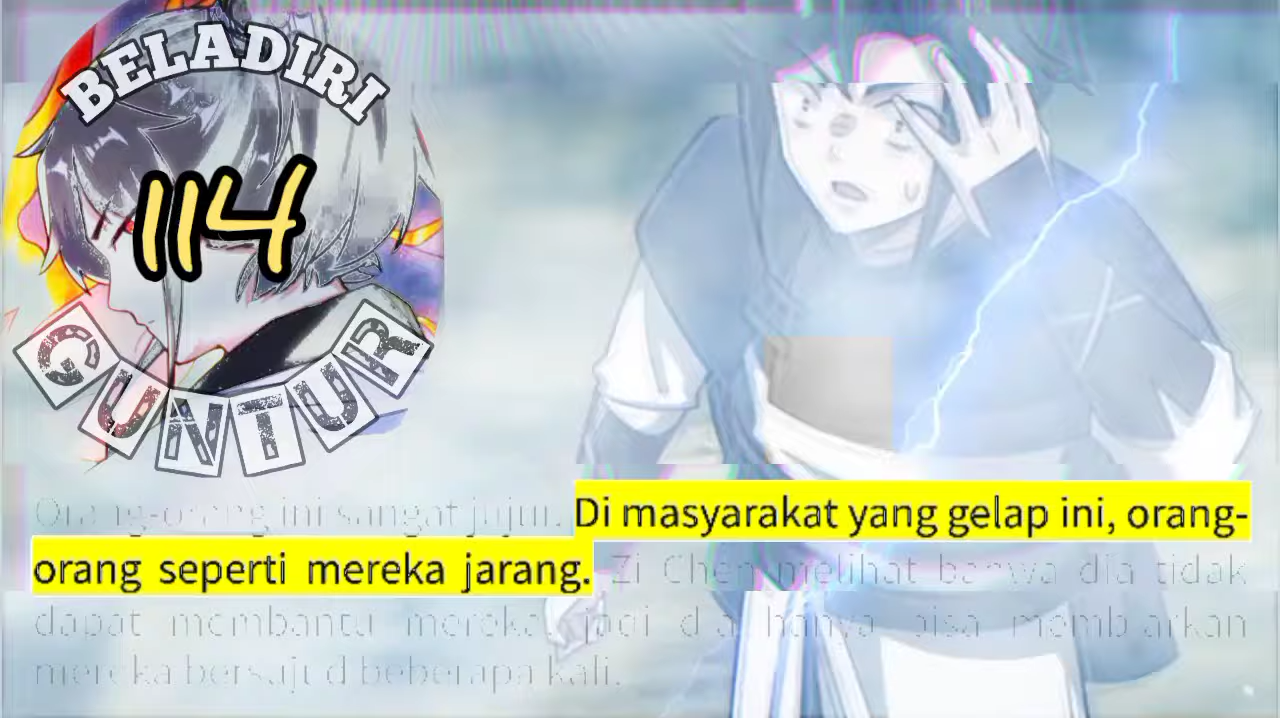 BELADIRI
114
GUNTUR
Orang-orang ini sangat jujur. Di masyarakat yang gelap ini, orang-
orang seperti mereka jarang. Zi Chen melihat bahwa dia tidak
dapat membantu mereka, jadi dia hanya bisa membiarkan
mereka bersujud beberapa kali.